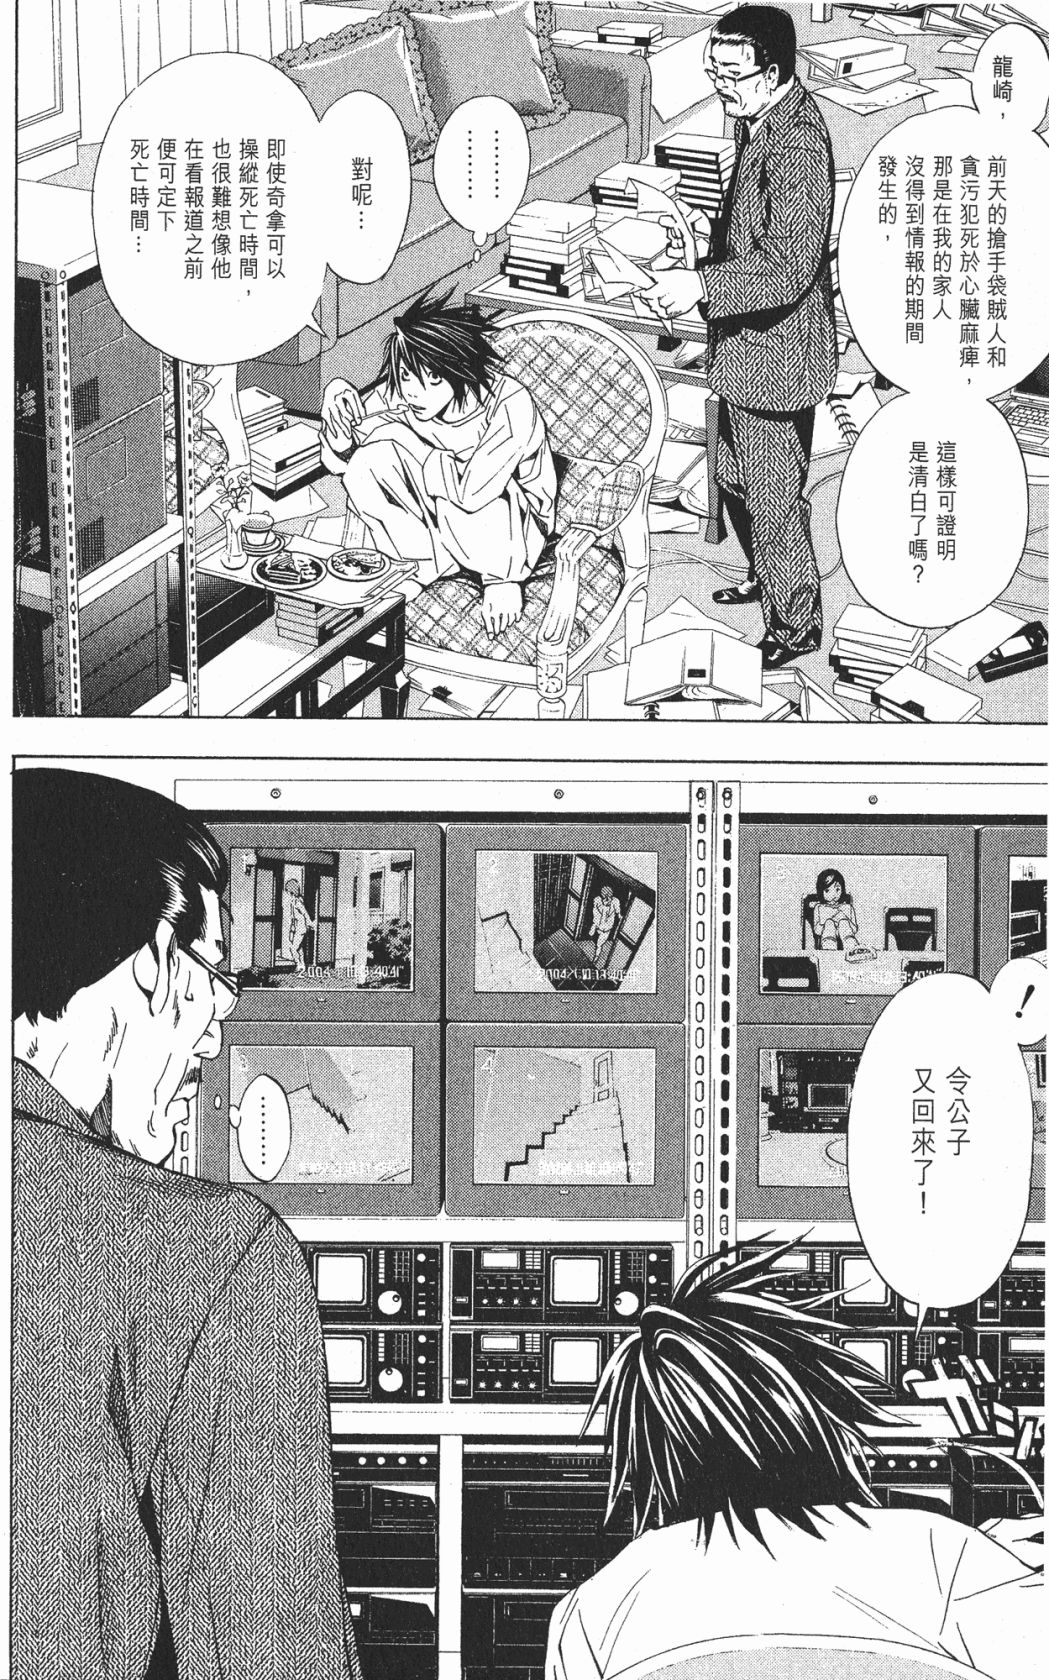 龍崎，
前天的搶手袋賊人和
貪污犯死於心臟麻痺，
那是在我的家人
沒得到情報的期間
發生的，
這樣可證明
是清白了嗎？
…………
對呢…
即使奇拿可以
操縱死亡時間，
也很難想像他
在看報道之前
便可定下
死亡時間…
！
令公子
又回來了！
…………